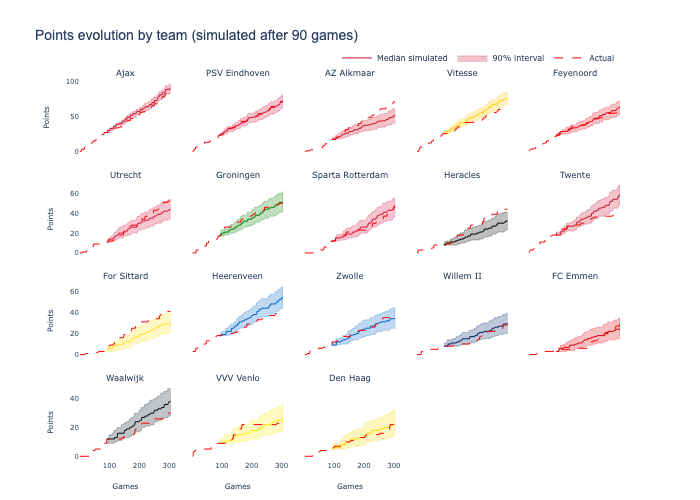 Points evolution by team (simulated after 90 games)
Median simulated 90% interval Actual
Ajax PSV Eindhoven AZ Alkmaar Vitesse Feyenoord
100
50
0
Points
Utrecht Groningen Sparta Rotterdam Heracles Twente
60
40
20
0
Points
For Sittard Heerenveen Zwolle Willem II FC Emmen
60
40
20
0
Points
Waalwijk VVV Venlo Den Haag
40
20
0
Points
100 200 300 100 200 300 100 200 300
Games Games Games